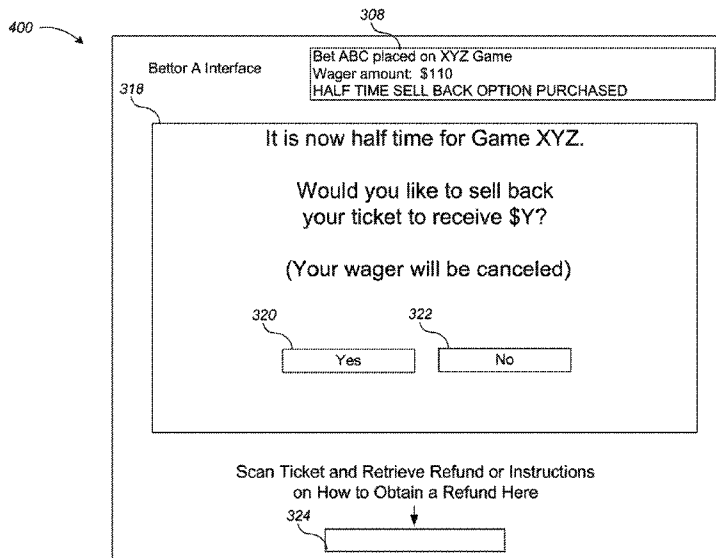 400
308
Bettor A Interface
Bet ABC placed on XYZ Game
Wager amount: $110
HALF TIME SELL BACK OPTION PURCHASED
318
It is now half time for Game XYZ.
Would you like to sell back
your ticket to receive $Y?
(Your wager will be canceled)
320
322
Yes
No
Scan Ticket and Retrieve Refund or Instructions
on How to Obtain a Refund Here
324